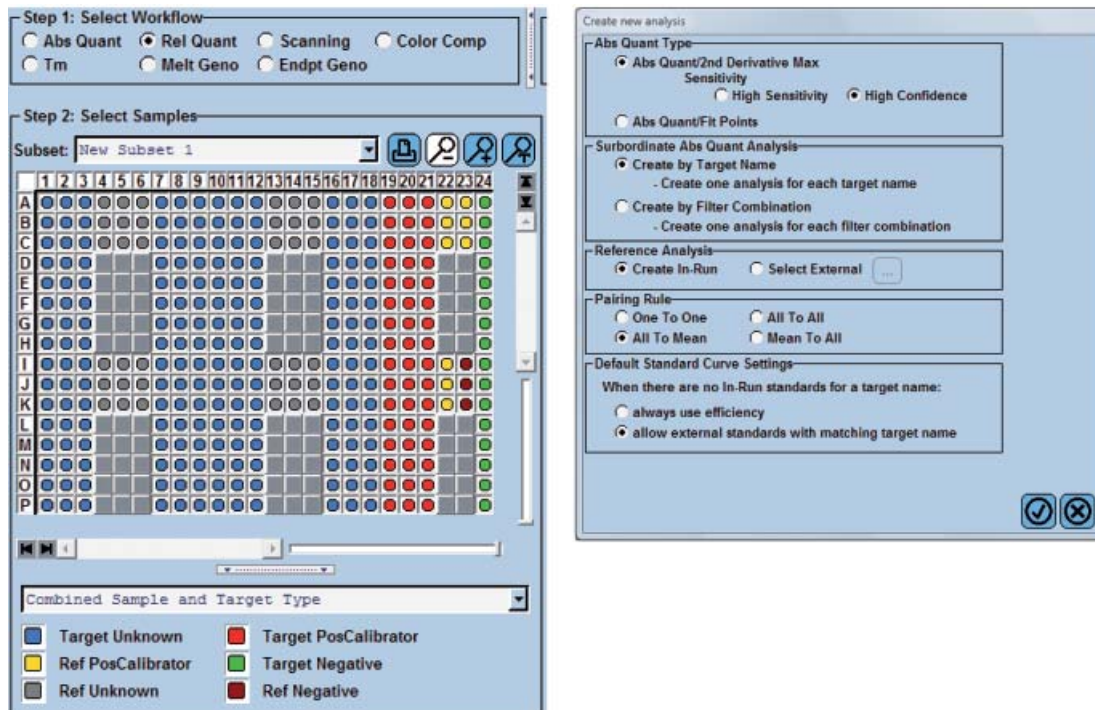 Step 1: Select Workflow
Abs Quant Rel Quant Scanning Color Comp
Tm Melt Geno Endpt Geno
Step 2: Select Samples
Subset: New Subset 1
1 2 3 4 5 6 7 8 9 10 11 12 13 14 15 16 17 18 19 20 21 22 23 24
A
B
C
D
E
F
G
H
I
J
K
L
M
N
O
P
Combined Sample and Target Type
Target Unknown Target PosCalibrator
Ref PosCalibrator Target Negative
Ref Unknown Ref Negative
Create new analysis
Abs Quant Type
Abs Quant/2nd Derivative Max
Sensitivity
High Sensitivity High Confidence
Abs Quant/Fit Points
Surbordinate Abs Quant Analysis
Create by Target Name
- Create one analysis for each target name
Create by Filter Combination
- Create one analysis for each filter combination
Reference Analysis
Create In-Run Select External ...
Pairing Rule
One To One All To All
All To Mean Mean To All
Default Standard Curve Settings
When there are no In-Run standards for a target name:
always use efficiency
allow external standards with matching target name